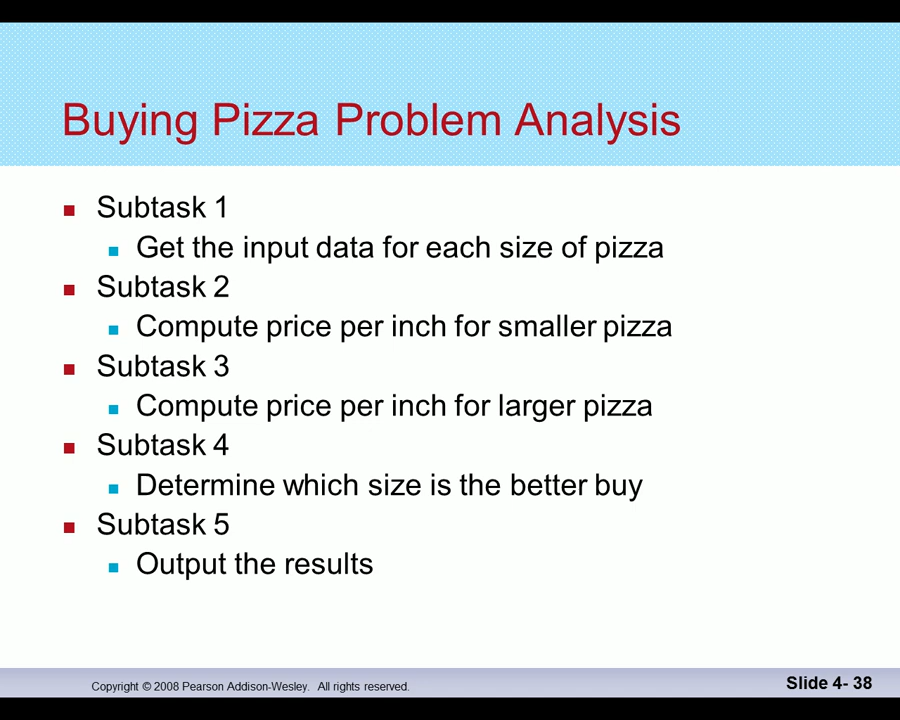 Buying Pizza Problem Analysis
Subtask 1
Get the input data for each size of pizza
Subtask 2
Compute price per inch for smaller pizza
Subtask 3
Compute price per inch for larger pizza
Subtask 4
Determine which size is the better buy
Subtask 5
Output the results
Copyright © 2008 Pearson Addison-Wesley. All rights reserved.
Slide 4- 38